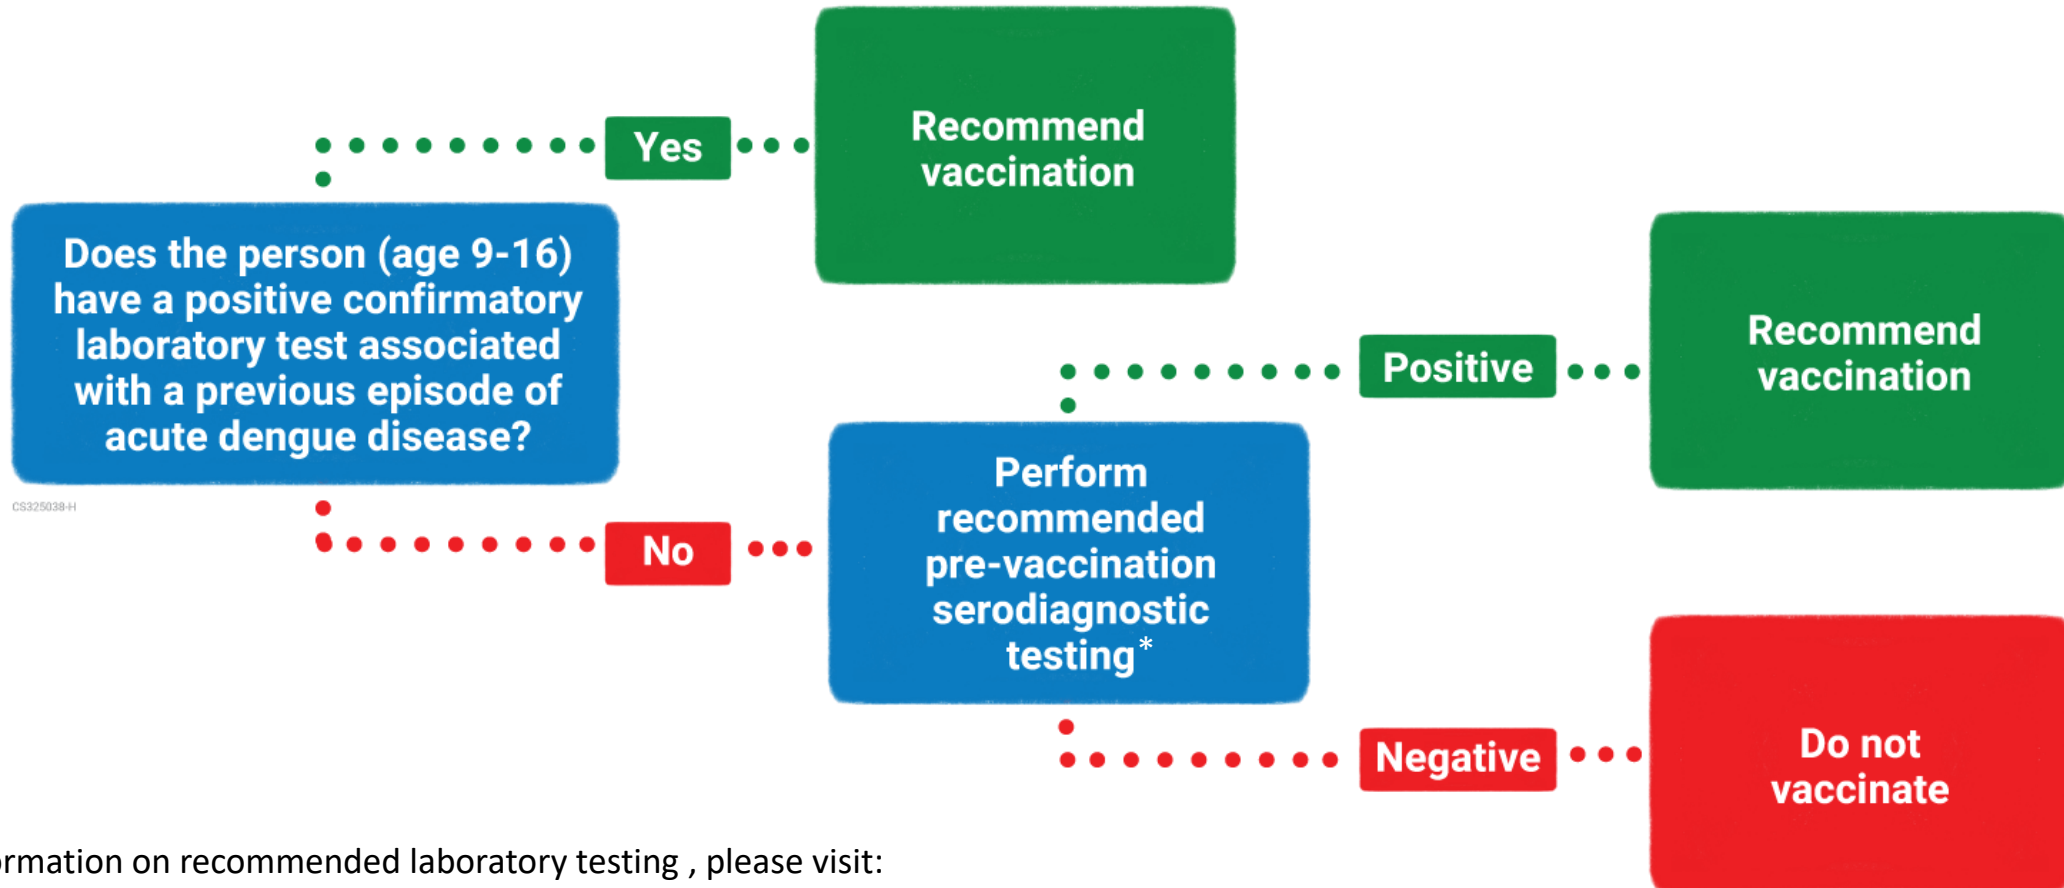 Does the person (age 9-16)
have a positive confirmatory
laboratory test associated
with a previous episode of
acute dengue disease?
CS325038-H
Yes
Recommend
vaccination
No
Perform
recommended
pre-vaccination
serodiagnostic
testing*
Positive
Recommend
vaccination
Negative
Do not
vaccinate
ormation on recommended laboratory testing , please visit: